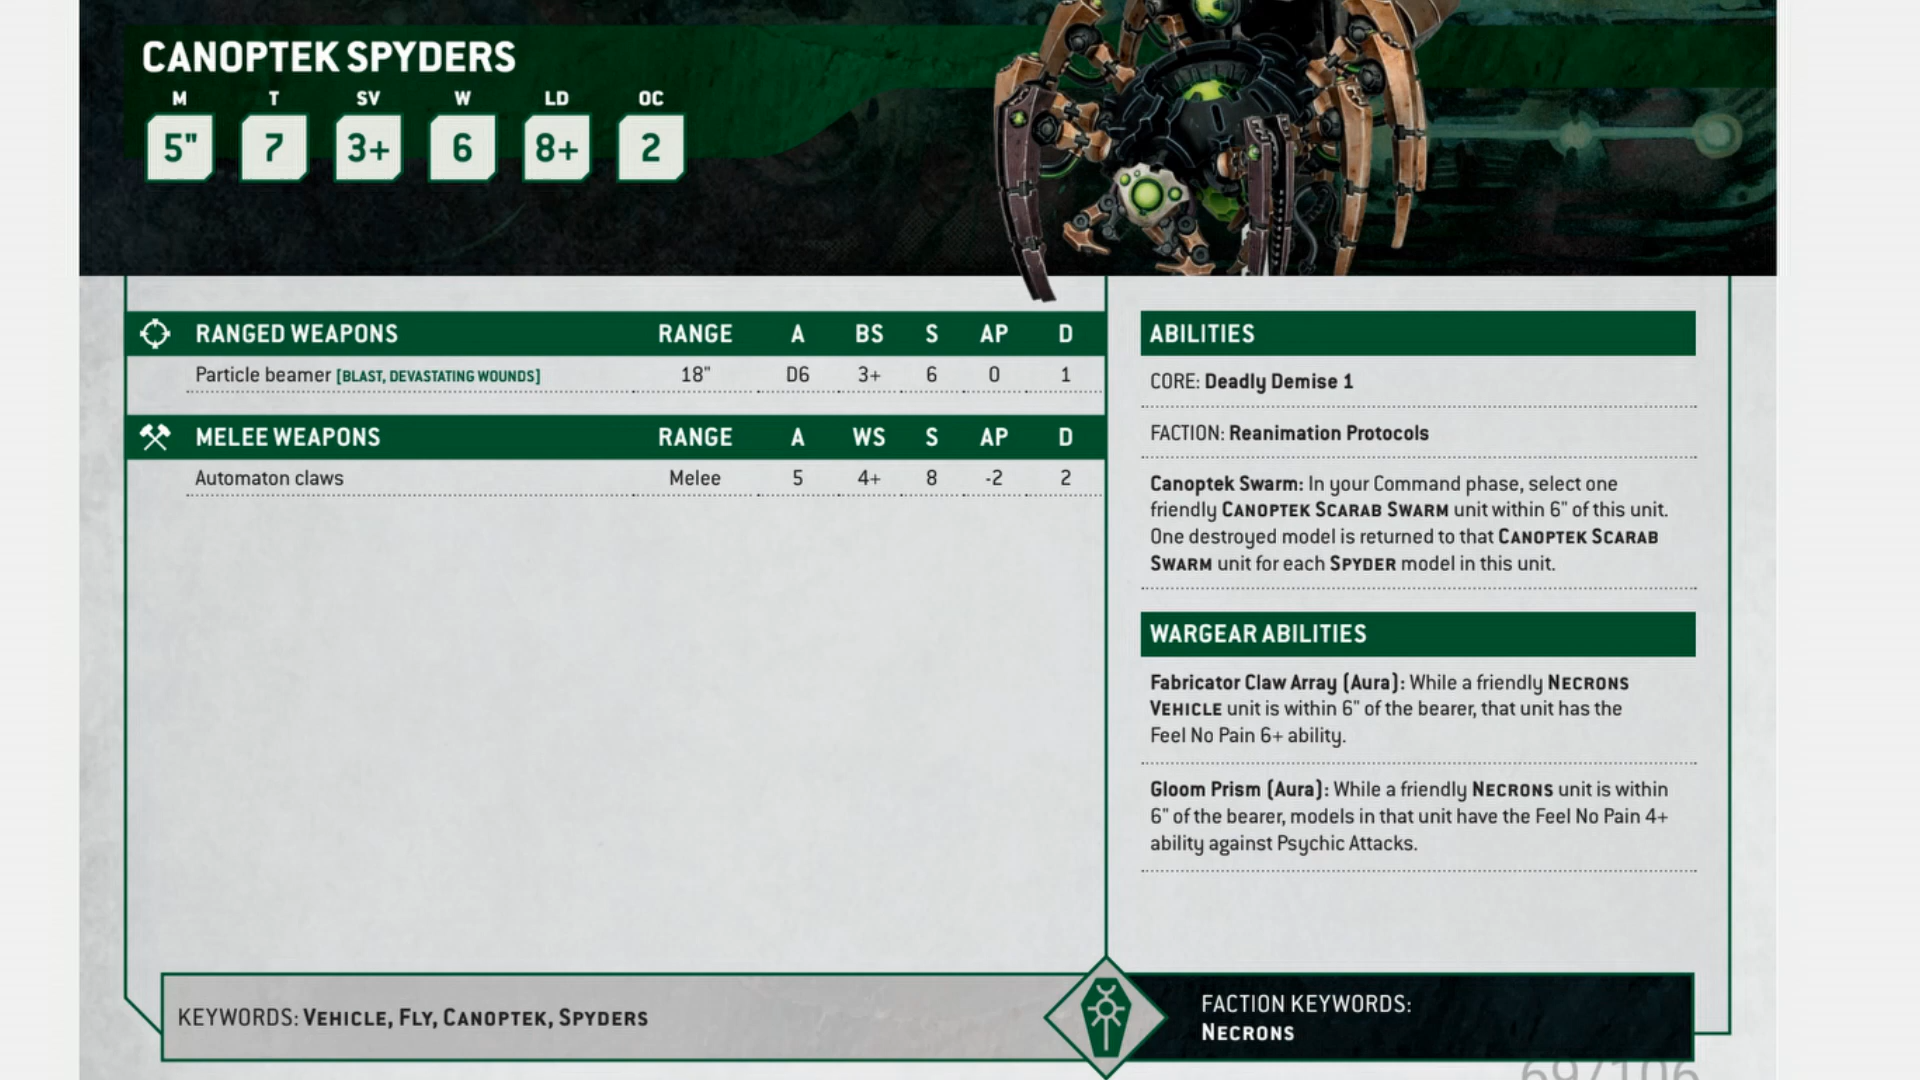 CANOPTEK SPYDERS
M T SV W LD OC
5" 7 3+ 6 8+ 2
RANGED WEAPONS RANGE A BS S AP D
Particle beamer [BLAST, DEVASTATING WOUNDS] 18" D6 3+ 6 0 1
MELEE WEAPONS RANGE A WS S AP D
Automaton claws Melee 5 4+ 8 -2 2
ABILITIES
CORE: Deadly Demise 1
FACTION: Reanimation Protocols
Canoptek Swarm: In your Command phase, select one
friendly CANOPTEK SCARAB SWARM unit within 6" of this unit.
One destroyed model is returned to that CANOPTEK SCARAB
SWARM unit for each SPYDER model in this unit.
WARGEAR ABILITIES
Fabricator Claw Array (Aura): While a friendly NECRONS
VEHICLE unit is within 6" of the bearer, that unit has the
Feel No Pain 6+ ability.
Gloom Prism (Aura): While a friendly NECRONS unit is within
6" of the bearer, models in that unit have the Feel No Pain 4+
ability against Psychic Attacks.
KEYWORDS: VEHICLE, FLY, CANOPTEK, SPYDERS
FACTION KEYWORDS:
NECRONS
69/106